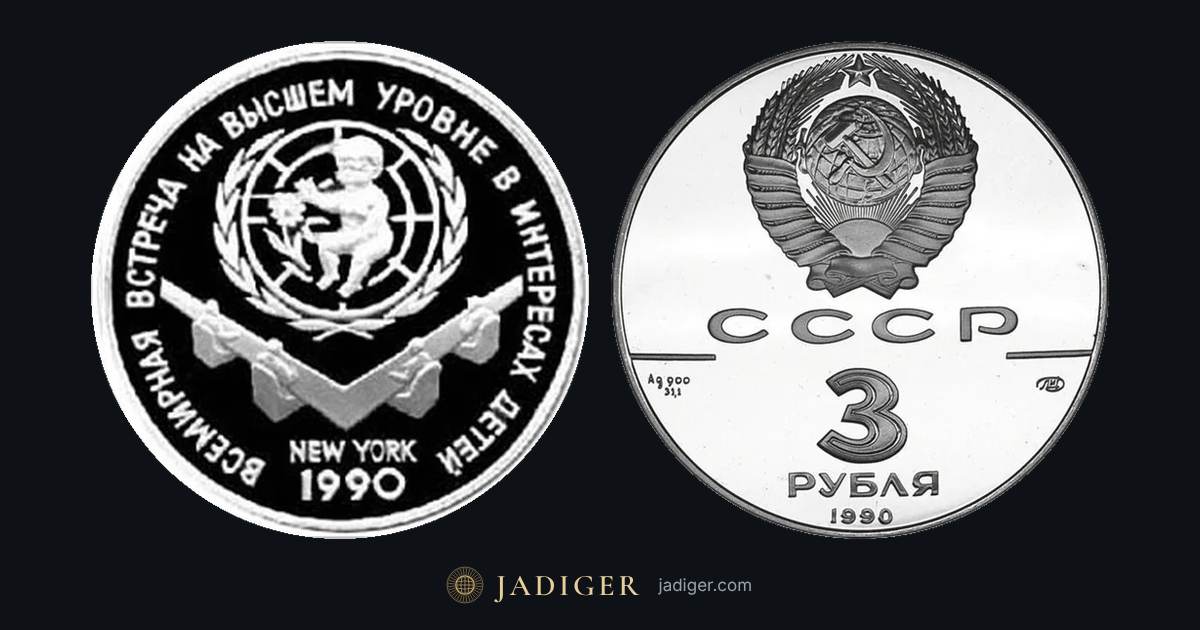 ВСЕМИРНАЯ ВСТРЕЧА НА ВЫСШЕМ УРОВНЕ В ИНТЕРЕСАХ ДЕТЕЙ
NEW YORK
1990
СССР
Ag 900
31,1
3
РУБЛЯ
1990
JADIGER jadiger.com